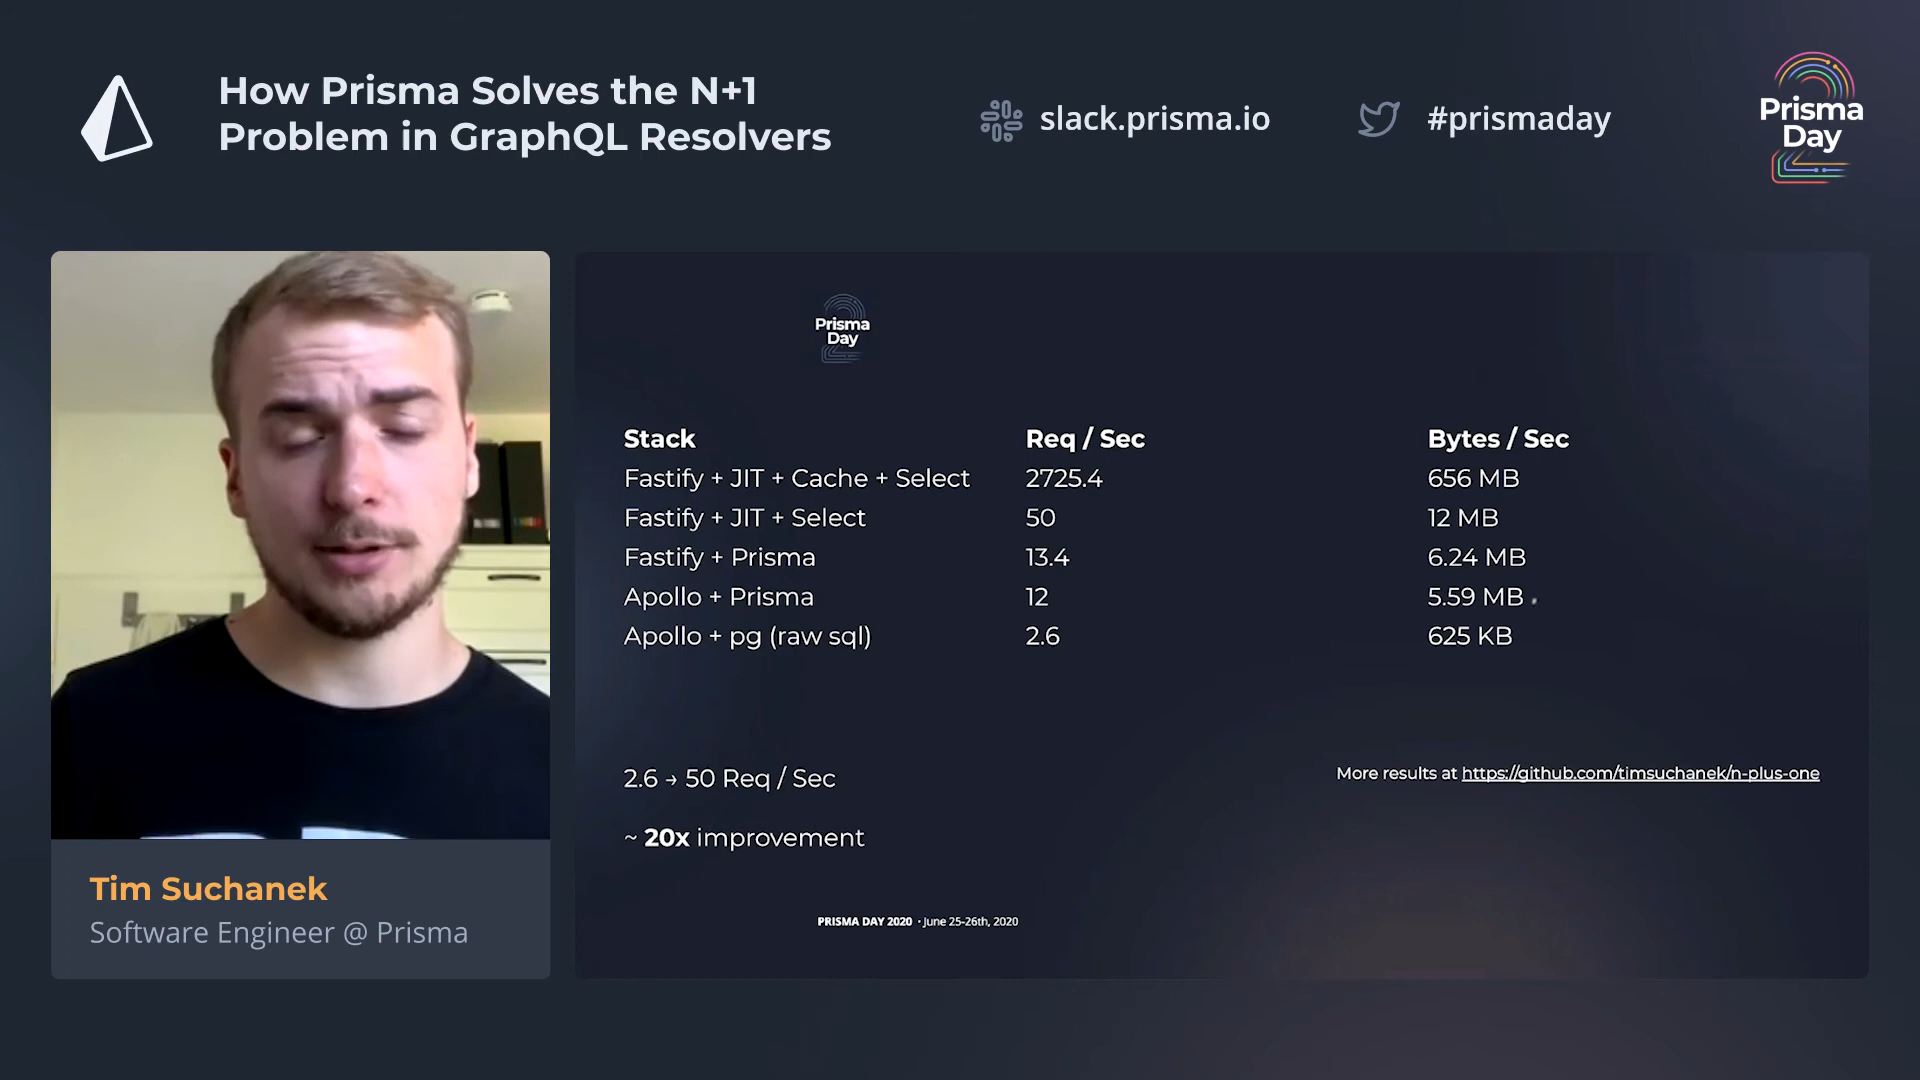 How Prisma Solves the N+1
Problem in GraphQL Resolvers
slack.prisma.io
#prismaday
Prisma
Day
Prisma
Day
Stack Req / Sec Bytes / Sec
Fastify + JIT + Cache + Select 2725.4 656 MB
Fastify + JIT + Select 50 12 MB
Fastify + Prisma 13.4 6.24 MB
Apollo + Prisma 12 5.59 MB
Apollo + pg (raw sql) 2.6 625 KB
2.6 → 50 Req / Sec
More results at https://github.com/timsuchanek/n-plus-one
~ 20x improvement
PRISMA DAY 2020 · June 25-26th, 2020
Tim Suchanek
Software Engineer @ Prisma